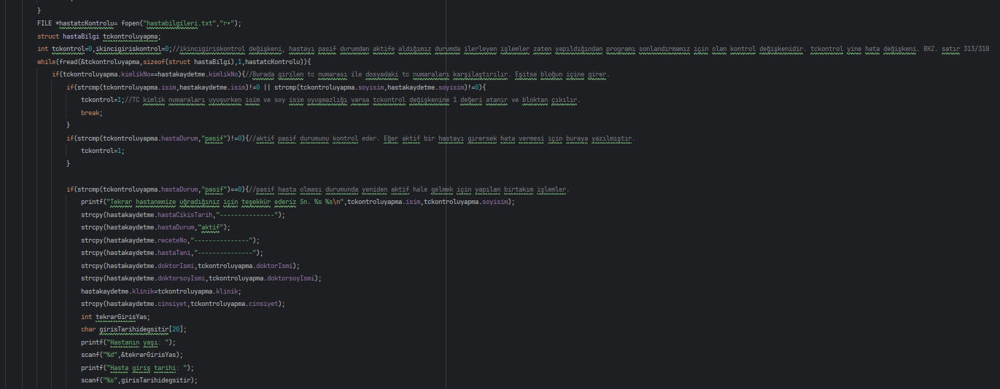 }
FILE *hastatcKontrolu= fopen("hastabilgileri.txt","r+");
struct hastaBilgi tckontroluyapma;
int tckontrol=0,ikincigiriskontrol=0;//ikincigiriskontrol değişkeni, hastayı pasif durumdan aktife aldığımız durumda ilerleyen işlemler zaten yapıldığından programı sonlandırmamız için olan kontrol değişkenidir. tckontrol yine hata değişkeni. BKZ. satır 313/318
while(fread(&tckontroluyapma,sizeof(struct hastaBilgi),1,hastatcKontrolu)){
if(tckontroluyapma.kimlikNo==hastakaydetme.kimlikNo){//Burada girilen tc numarası ile dosyadaki tc numaraları karşılaştırılır. Eşitse bloğun içine girer.
if(strcmp(tckontroluyapma.isim,hastakaydetme.isim)!=0 || strcmp(tckontroluyapma.soyisim,hastakaydetme.soyisim)!=0){
tckontrol=1;//TC kimlik numaraları uyuşurken isim ve soy isim uyuşmazlığı varsa tckontrol değişkenine 1 değeri atanır ve bloktan çıkılır.
break;
}
if(strcmp(tckontroluyapma.hastaDurum,"pasif")!=0){//aktif pasif durumunu kontrol eder. Eğer aktif bir hastayı girersek hata vermesi için buraya yazılmıştır.
tckontrol=1;
}
if(strcmp(tckontroluyapma.hastaDurum,"pasif")==0){//pasif hasta olması durumunda yeniden aktif hale gelmek için yapılan birtakım işlemler.
printf("Tekrar hastanemize uğradığınız için teşekkür ederiz Sn. %s %s\n",tckontroluyapma.isim,tckontroluyapma.soyisim);
strcpy(hastakaydetme.hastaCikisTarih,"---------------");
strcpy(hastakaydetme.hastaDurum,"aktif");
strcpy(hastakaydetme.receteNo,"---------------");
strcpy(hastakaydetme.hastaTani,"---------------");
strcpy(hastakaydetme.doktorIsmi,tckontroluyapma.doktorIsmi);
strcpy(hastakaydetme.doktorsoyIsmi,tckontroluyapma.doktorsoyIsmi);
hastakaydetme.klinik=tckontroluyapma.klinik;
strcpy(hastakaydetme.cinsiyet,tckontroluyapma.cinsiyet);
int tekrarGirisYas;
char girisTarihidegsitir[20];
printf("Hastanın yaşı: ");
scanf("%d",&tekrarGirisYas);
printf("Hasta giriş tarihi: ");
scanf("%s",girisTarihidegsitir);